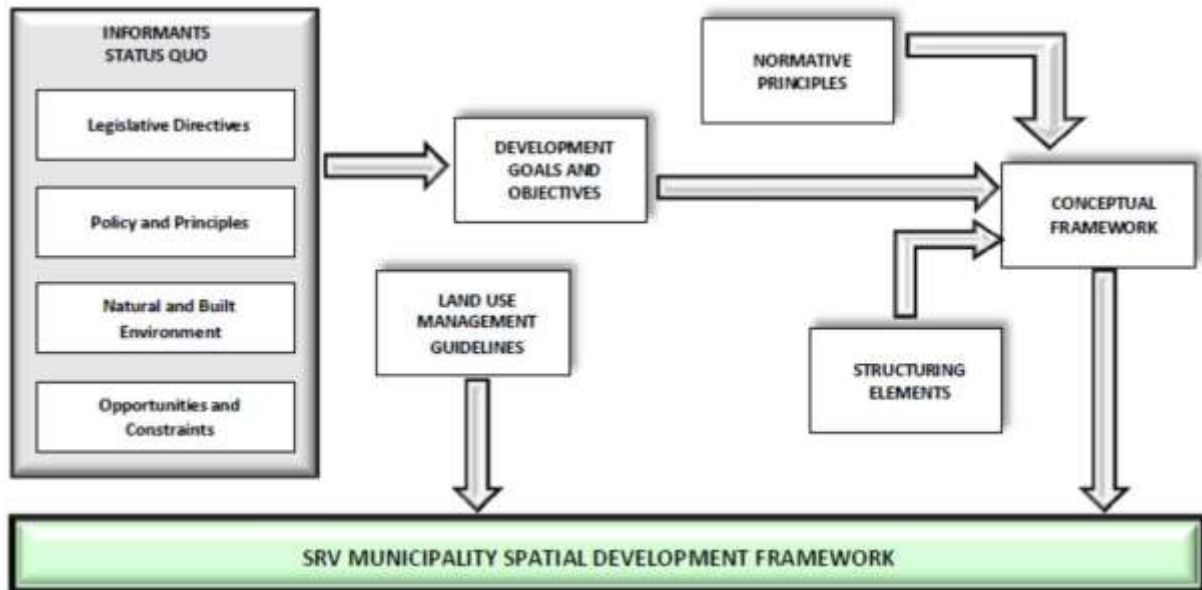 INFORMANTS
STATUS QUO
Legislative Directives
Policy and Principles
Natural and Built
Environment
Opportunities and
Constraints
DEVELOPMENT
GOALS AND
OBJECTIVES
LAND USE
MANAGEMENT
GUIDELINES
NORMATIVE
PRINCIPLES
CONCEPTUAL
FRAMEWORK
STRUCTURING
ELEMENTS
SRV MUNICIPALITY SPATIAL DEVELOPMENT FRAMEWORK